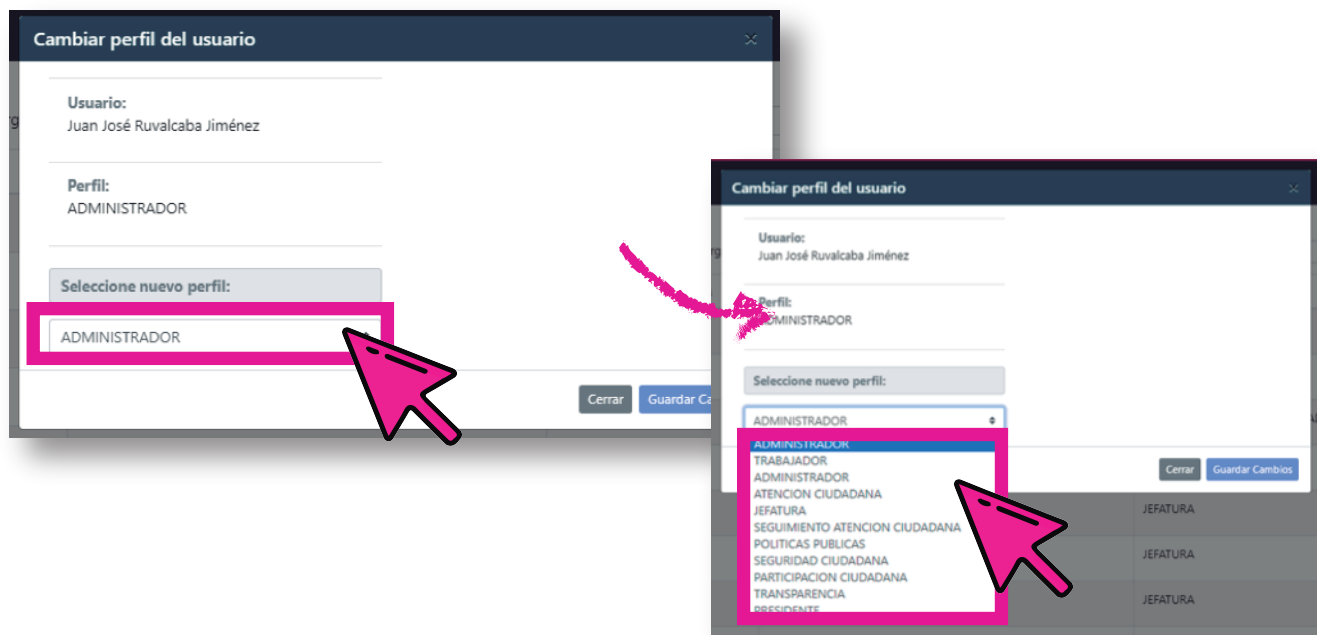 Cambiar perfil del usuario
Usuario:
Juan José Ruvalcaba Jiménez
Perfil:
ADMINISTRADOR
Seleccione nuevo perfil:
ADMINISTRADOR
Cerrar
Guardar Ca
Cambiar perfil del usuario
Usuario:
Juan José Ruvalcaba Jiménez
Perfil:
ADMINISTRADOR
Seleccione nuevo perfil:
ADMINISTRADOR
ADMINISTRADOR
TRABAJADOR
ADMINISTRADOR
ATENCION CIUDADANA
JEFATURA
SEGUIMIENTO ATENCION CIUDADANA
POLITICAS PUBLICAS
SEGURIDAD CIUDADANA
PARTICIPACION CIUDADANA
TRANSPARENCIA
PRESIDENTE
Cerrar
Guardar Cambios
JEFATURA
JEFATURA
JEFATURA